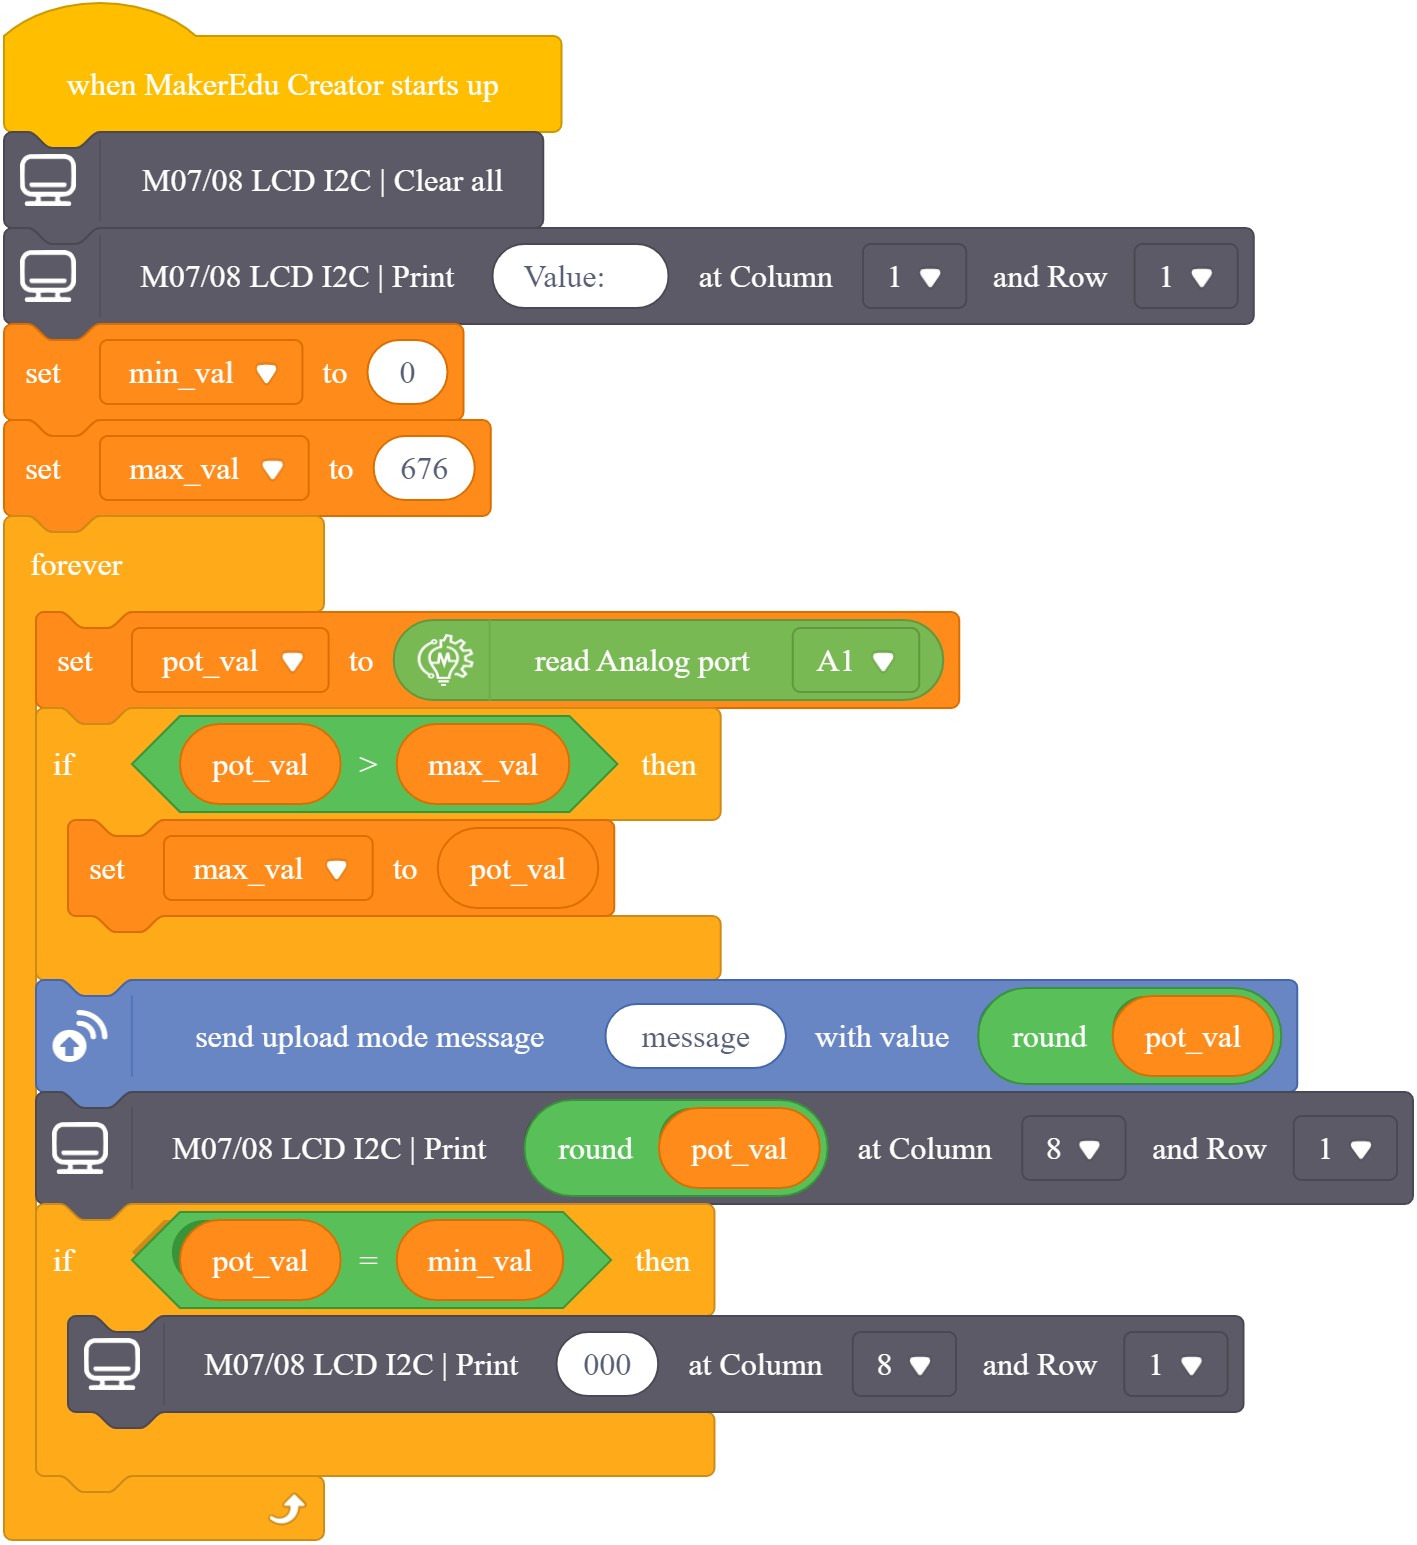 when MakerEdu Creator starts up
M07/08 LCD I2C | Clear all
M07/08 LCD I2C | Print Value: at Column 1 and Row 1
set min_val to 0
set max_val to 676
forever
set pot_val to read Analog port A1
if pot_val > max_val then
set max_val to pot_val
send upload mode message message with value round pot_val
M07/08 LCD I2C | Print round pot_val at Column 8 and Row 1
if pot_val = min_val then
M07/08 LCD I2C | Print 000 at Column 8 and Row 1